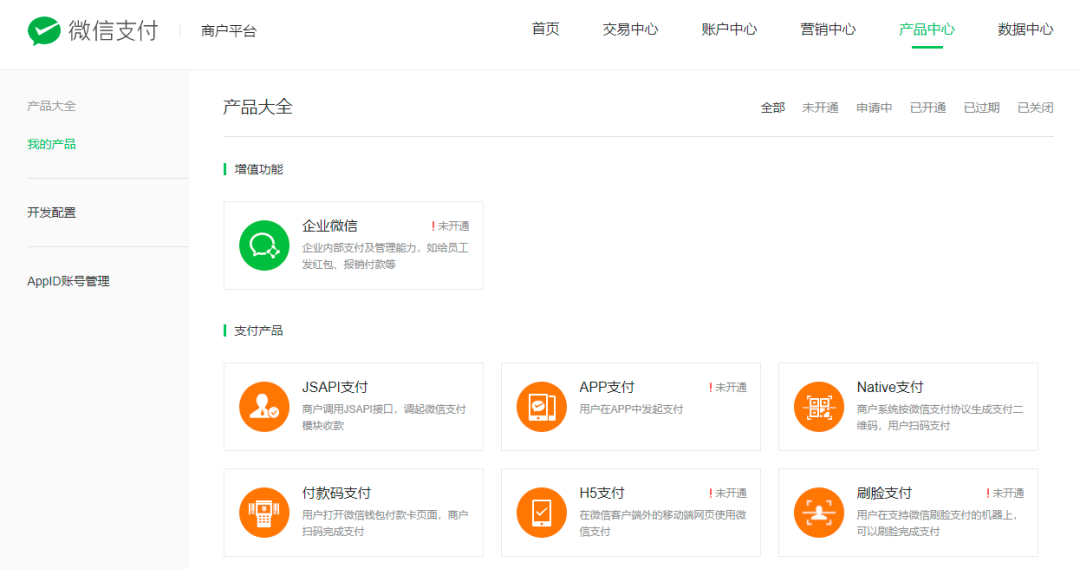 微信支付 商户平台 首页 交易中心 账户中心 营销中心 产品中心 数据中心
产品大全
我的产品
开发配置
AppID账号管理
产品大全 全部 未开通 申请中 已开通 已过期 已关闭
增值功能
企业微信 !未开通
企业内部支付及管理能力，如给员工
发红包、报销付款等
支付产品
JSAPI支付
商户调用JSAPI接口，调起微信支付
模块收款
APP支付 !未开通
用户在APP中发起支付
Native支付
商户系统按微信支付协议生成支付二
维码，用户扫码支付
付款码支付
用户打开微信钱包付款卡页面，商户
扫码完成支付
H5支付 !未开通
在微信客户端外的移动端网页使用微
信支付
刷脸支付 !未开通
用户在支持微信刷脸支付的机器上，
可以刷脸完成支付